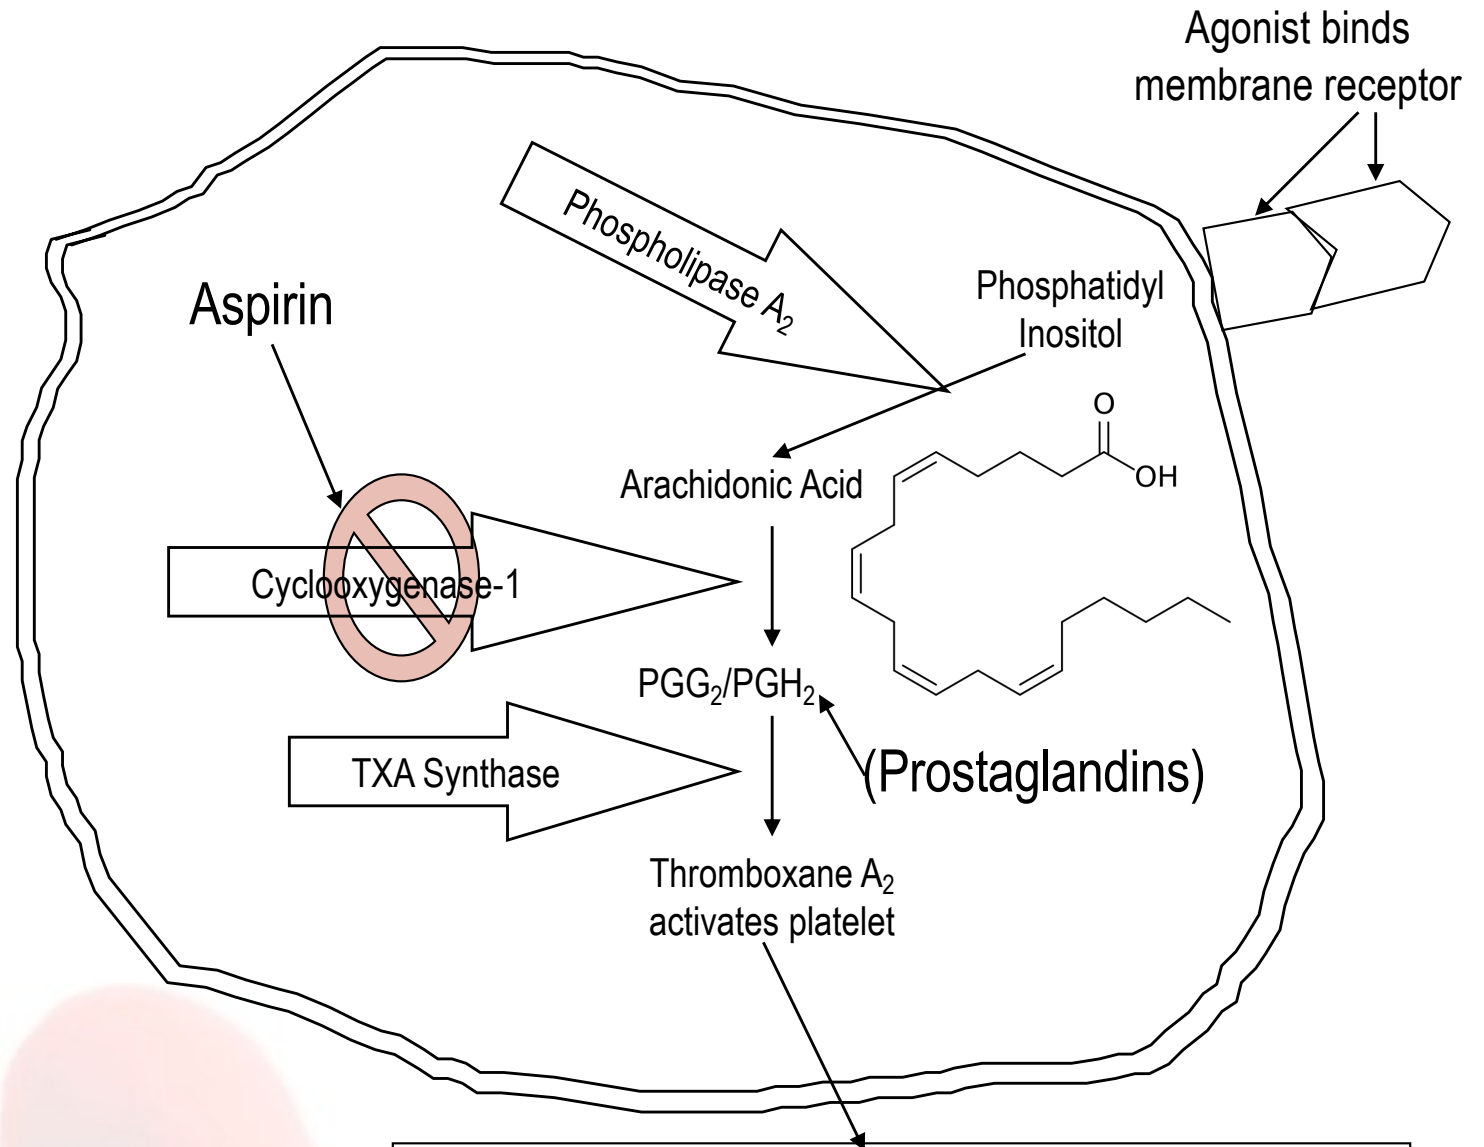 Agonist binds
membrane receptor
Phospholipase A₂
Phosphatidyl
Inositol
Aspirin
O
OH
Arachidonic Acid
Cyclooxygenase-1
PGG₂/PGH₂
(Prostaglandins)
TXA Synthase
Thromboxane A₂
activates platelet